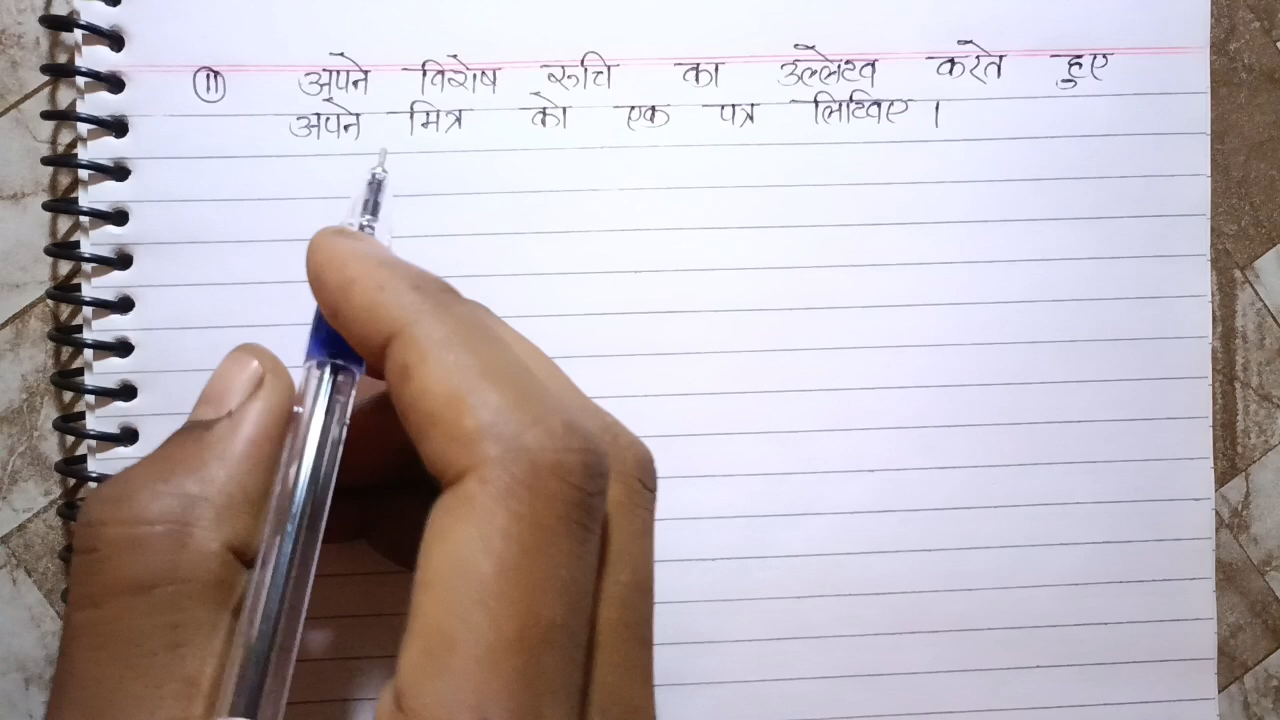 11 अपने विशेष रुचि का उल्लेख करते हुए
अपने मित्र को एक पत्र लिखिए ।